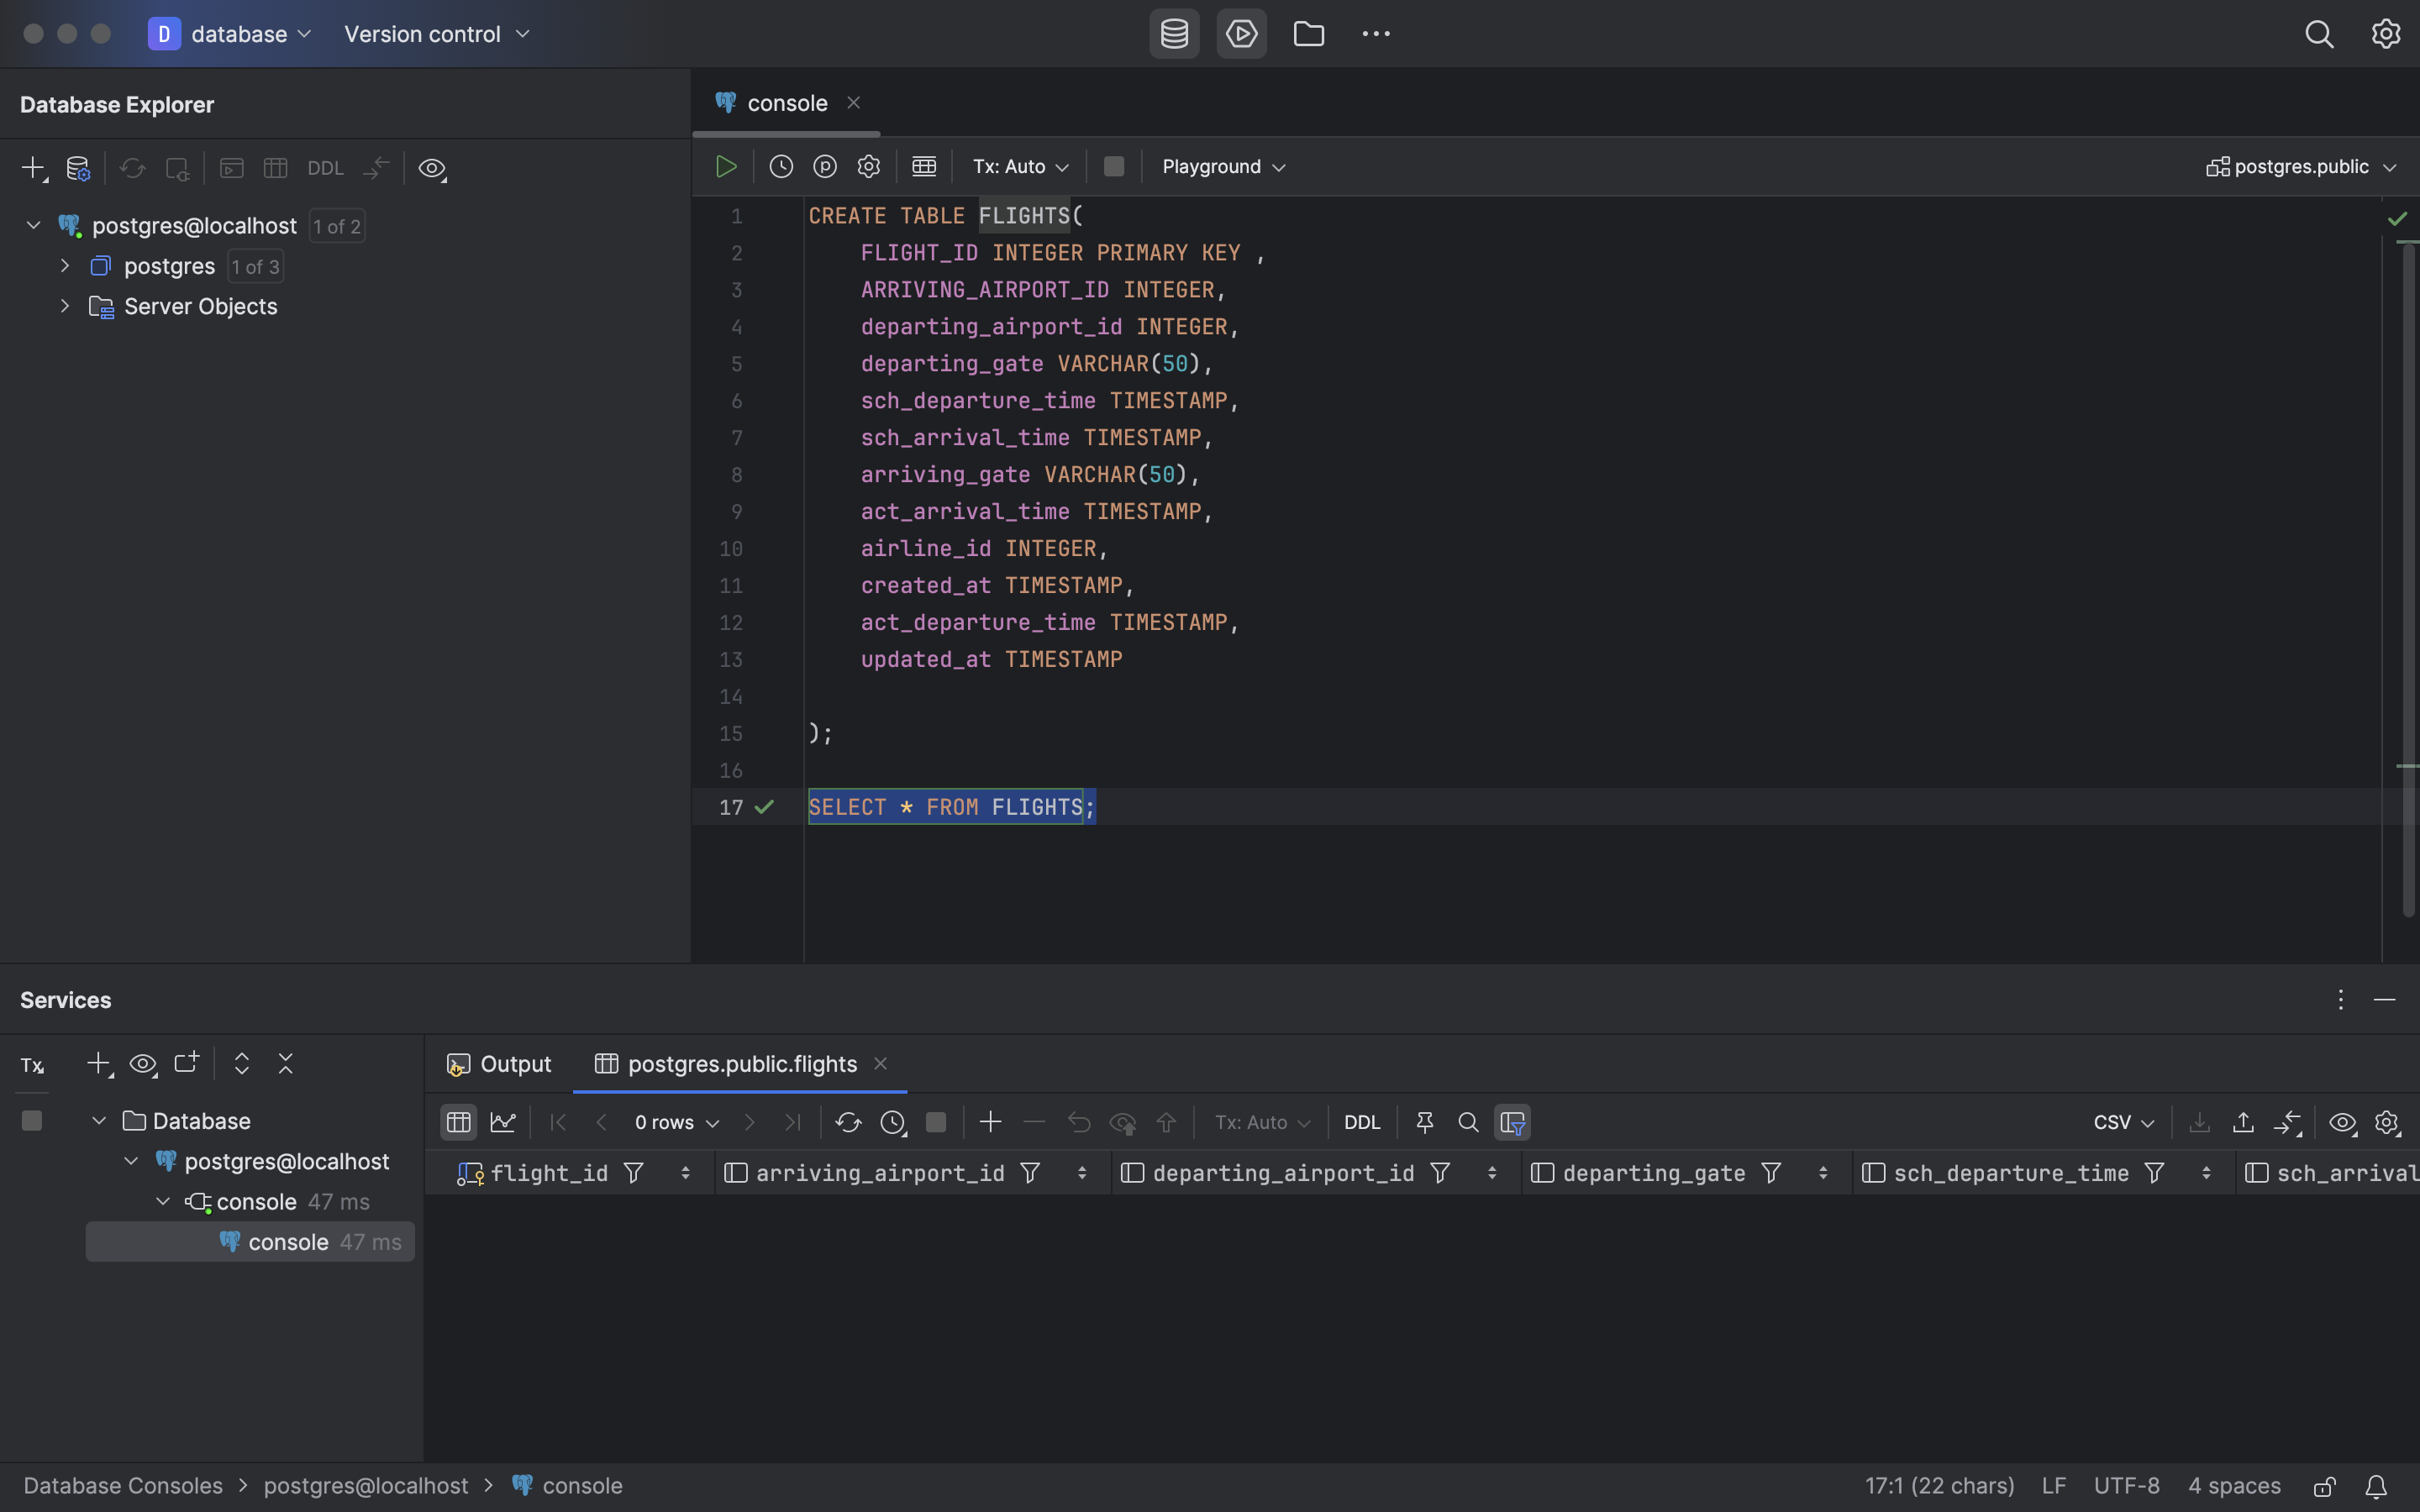 D database Version control
Database Explorer
console
DDL
Tx: Auto Playground postgres.public
postgres@localhost 1 of 2
postgres 1 of 3
Server Objects
1 CREATE TABLE FLIGHTS(
2 FLIGHT_ID INTEGER PRIMARY KEY ,
3 ARRIVING_AIRPORT_ID INTEGER,
4 departing_airport_id INTEGER,
5 departing_gate VARCHAR(50),
6 sch_departure_time TIMESTAMP,
7 sch_arrival_time TIMESTAMP,
8 arriving_gate VARCHAR(50),
9 act_arrival_time TIMESTAMP,
10 airline_id INTEGER,
11 created_at TIMESTAMP,
12 act_departure_time TIMESTAMP,
13 updated_at TIMESTAMP
14
15 );
16
17 SELECT * FROM FLIGHTS;
Services
Tx
Database
postgres@localhost
console 47 ms
console 47 ms
Output postgres.public.flights
0 rows Tx: Auto DDL CSV
flight_id arriving_airport_id departing_airport_id departing_gate sch_departure_time sch_arrival
Database Consoles > postgres@localhost > console
17:1 (22 chars) LF UTF-8 4 spaces